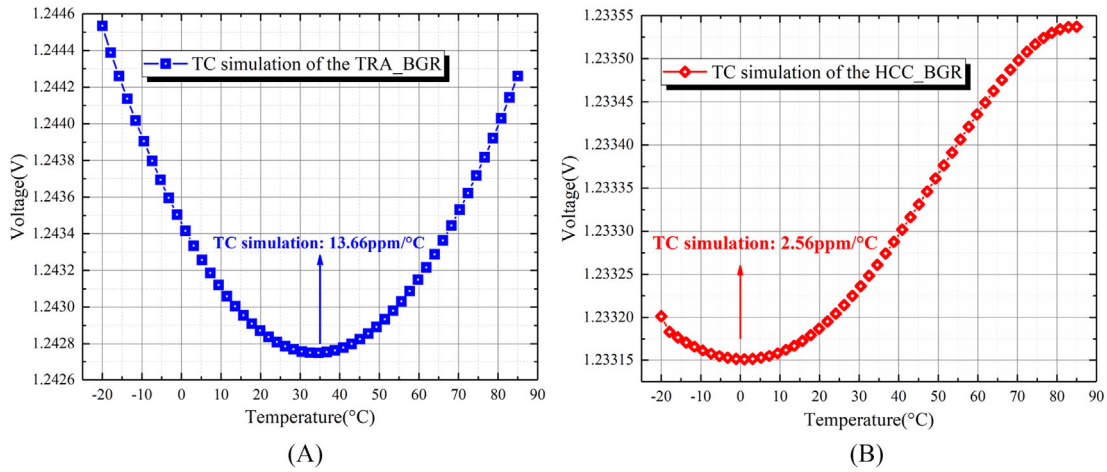 1.2446
1.2444
1.2442
1.2440
1.2438
1.2436
1.2434
1.2432
1.2430
1.2428
1.2426
Voltage(V)
TC simulation of the TRA_BGR
TC simulation: 13.66ppm/°C
-20 -10 0 10 20 30 40 50 60 70 80 90
Temperature(°C)
(A)
1.23355
1.23350
1.23345
1.23340
1.23335
1.23330
1.23325
1.23320
1.23315
Voltage(V)
TC simulation of the HCC_BGR
TC simulation: 2.56ppm/°C
-20 -10 0 10 20 30 40 50 60 70 80 90
Temperature(°C)
(B)